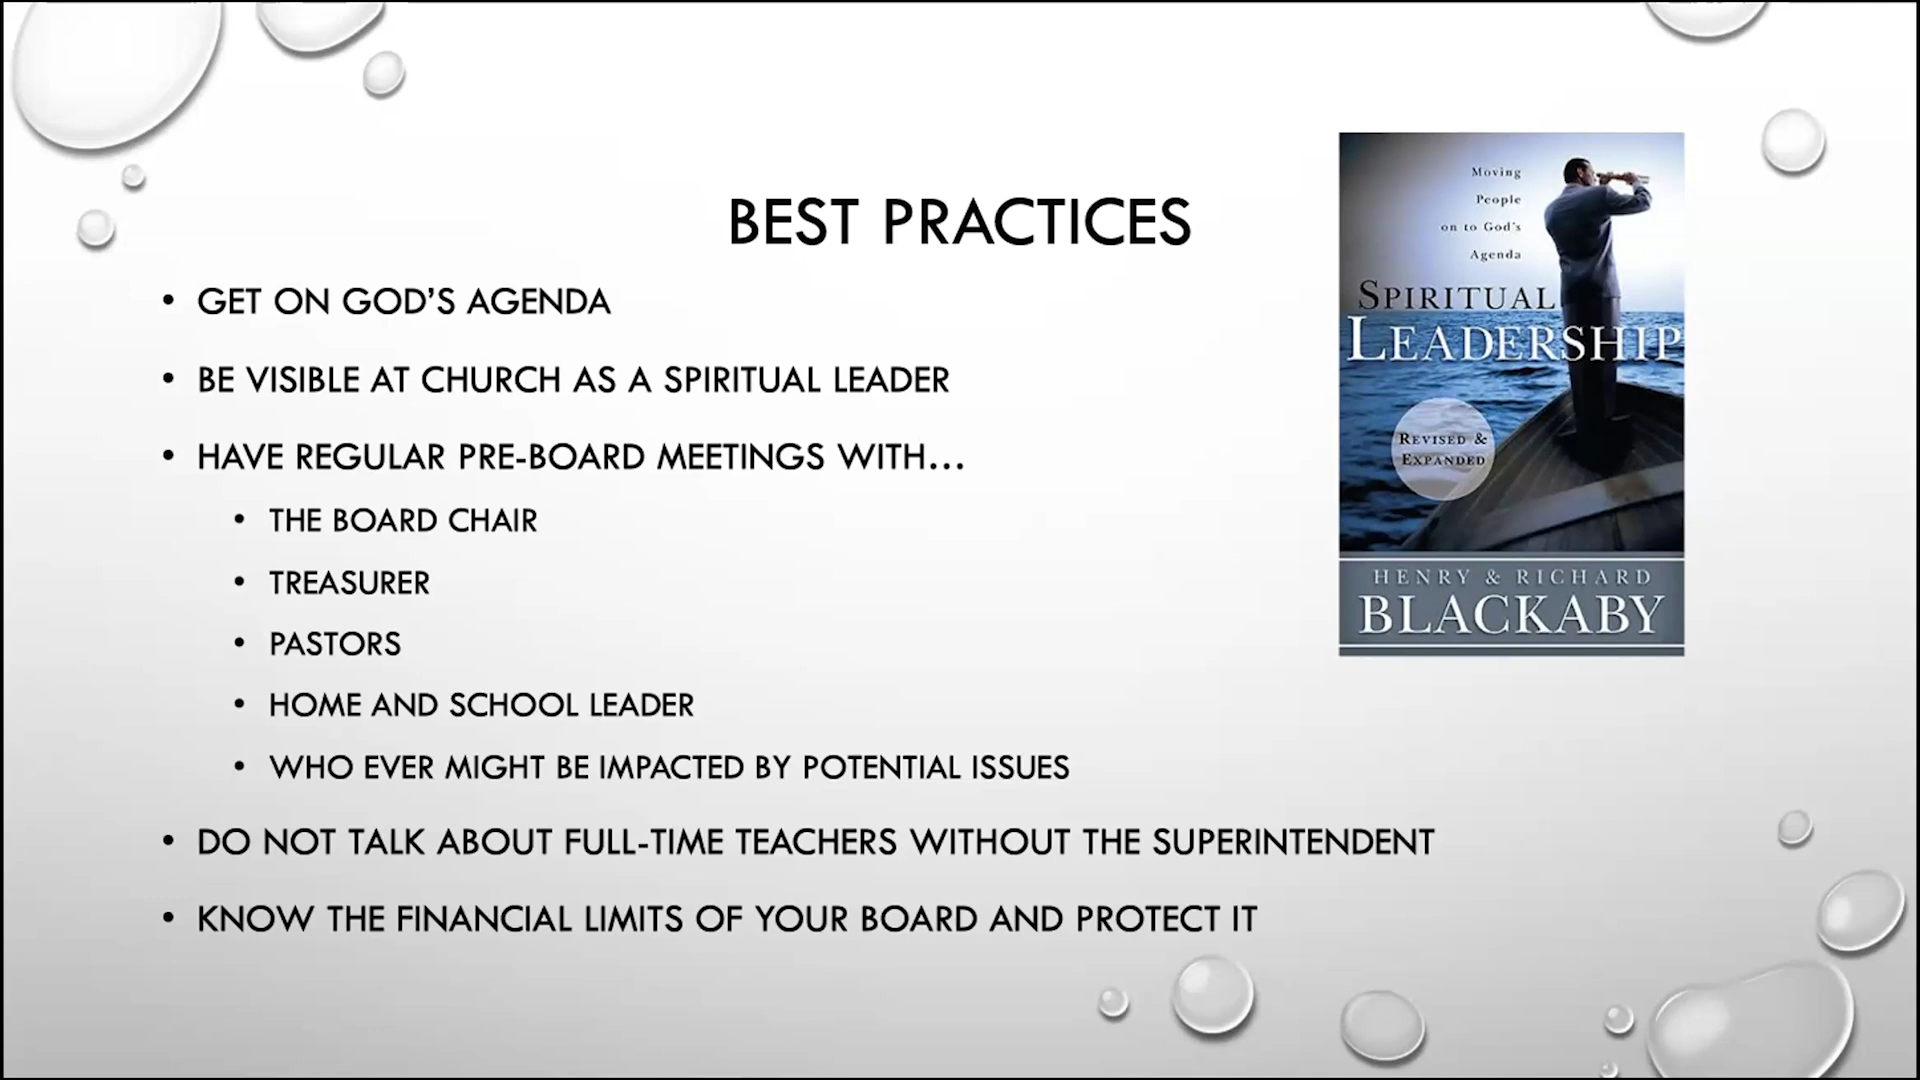 BEST PRACTICES
• GET ON GOD’S AGENDA
• BE VISIBLE AT CHURCH AS A SPIRITUAL LEADER
• HAVE REGULAR PRE-BOARD MEETINGS WITH…
• THE BOARD CHAIR
• TREASURER
• PASTORS
• HOME AND SCHOOL LEADER
• WHO EVER MIGHT BE IMPACTED BY POTENTIAL ISSUES
• DO NOT TALK ABOUT FULL-TIME TEACHERS WITHOUT THE SUPERINTENDENT
• KNOW THE FINANCIAL LIMITS OF YOUR BOARD AND PROTECT IT
Moving
People
on to God's
Agenda
SPIRITUAL
LEADERSHIP
REVISED &
EXPANDED
HENRY & RICHARD
BLACKABY